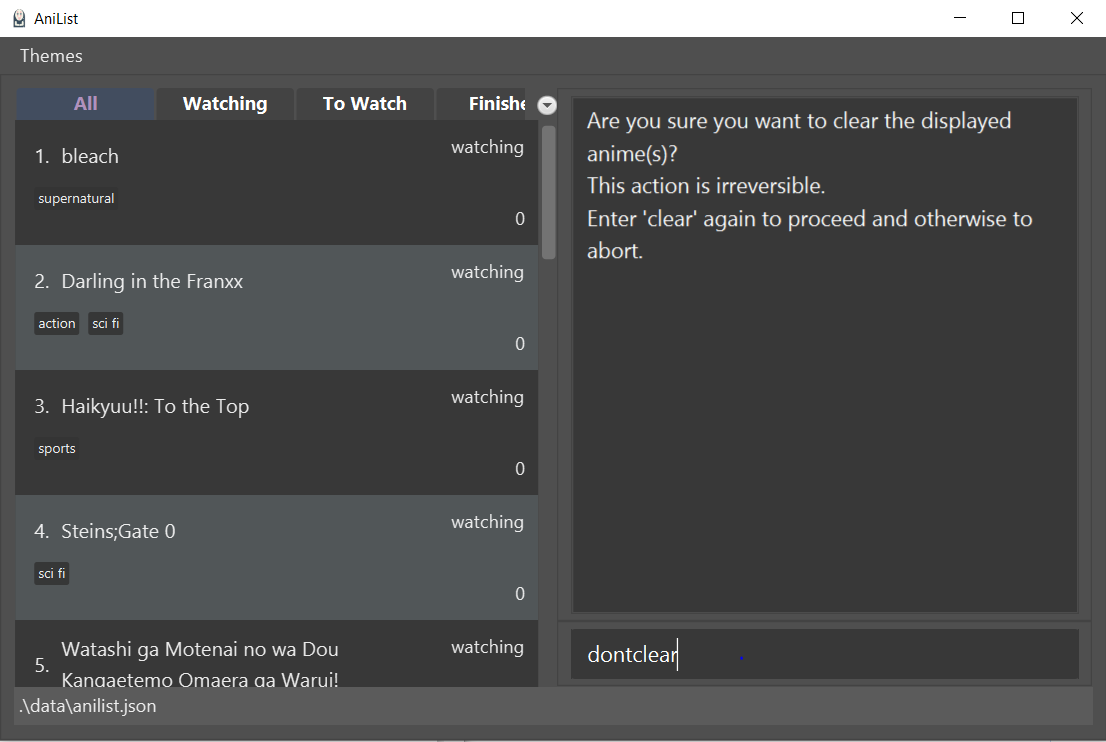 AniList
Themes
All Watching To Watch Finishe
1. bleach watching
supernatural
0
2. Darling in the Franxx watching
action sci fi
0
3. Haikyuu!!: To the Top watching
sports
0
4. Steins;Gate 0 watching
sci fi
0
5. Watashi ga Motenai no wa Dou watching
Kangaetemo Omaera ga Warui!
Are you sure you want to clear the displayed
anime(s)?
This action is irreversible.
Enter 'clear' again to proceed and otherwise to
abort.
dontclear
.\data\anilist.json